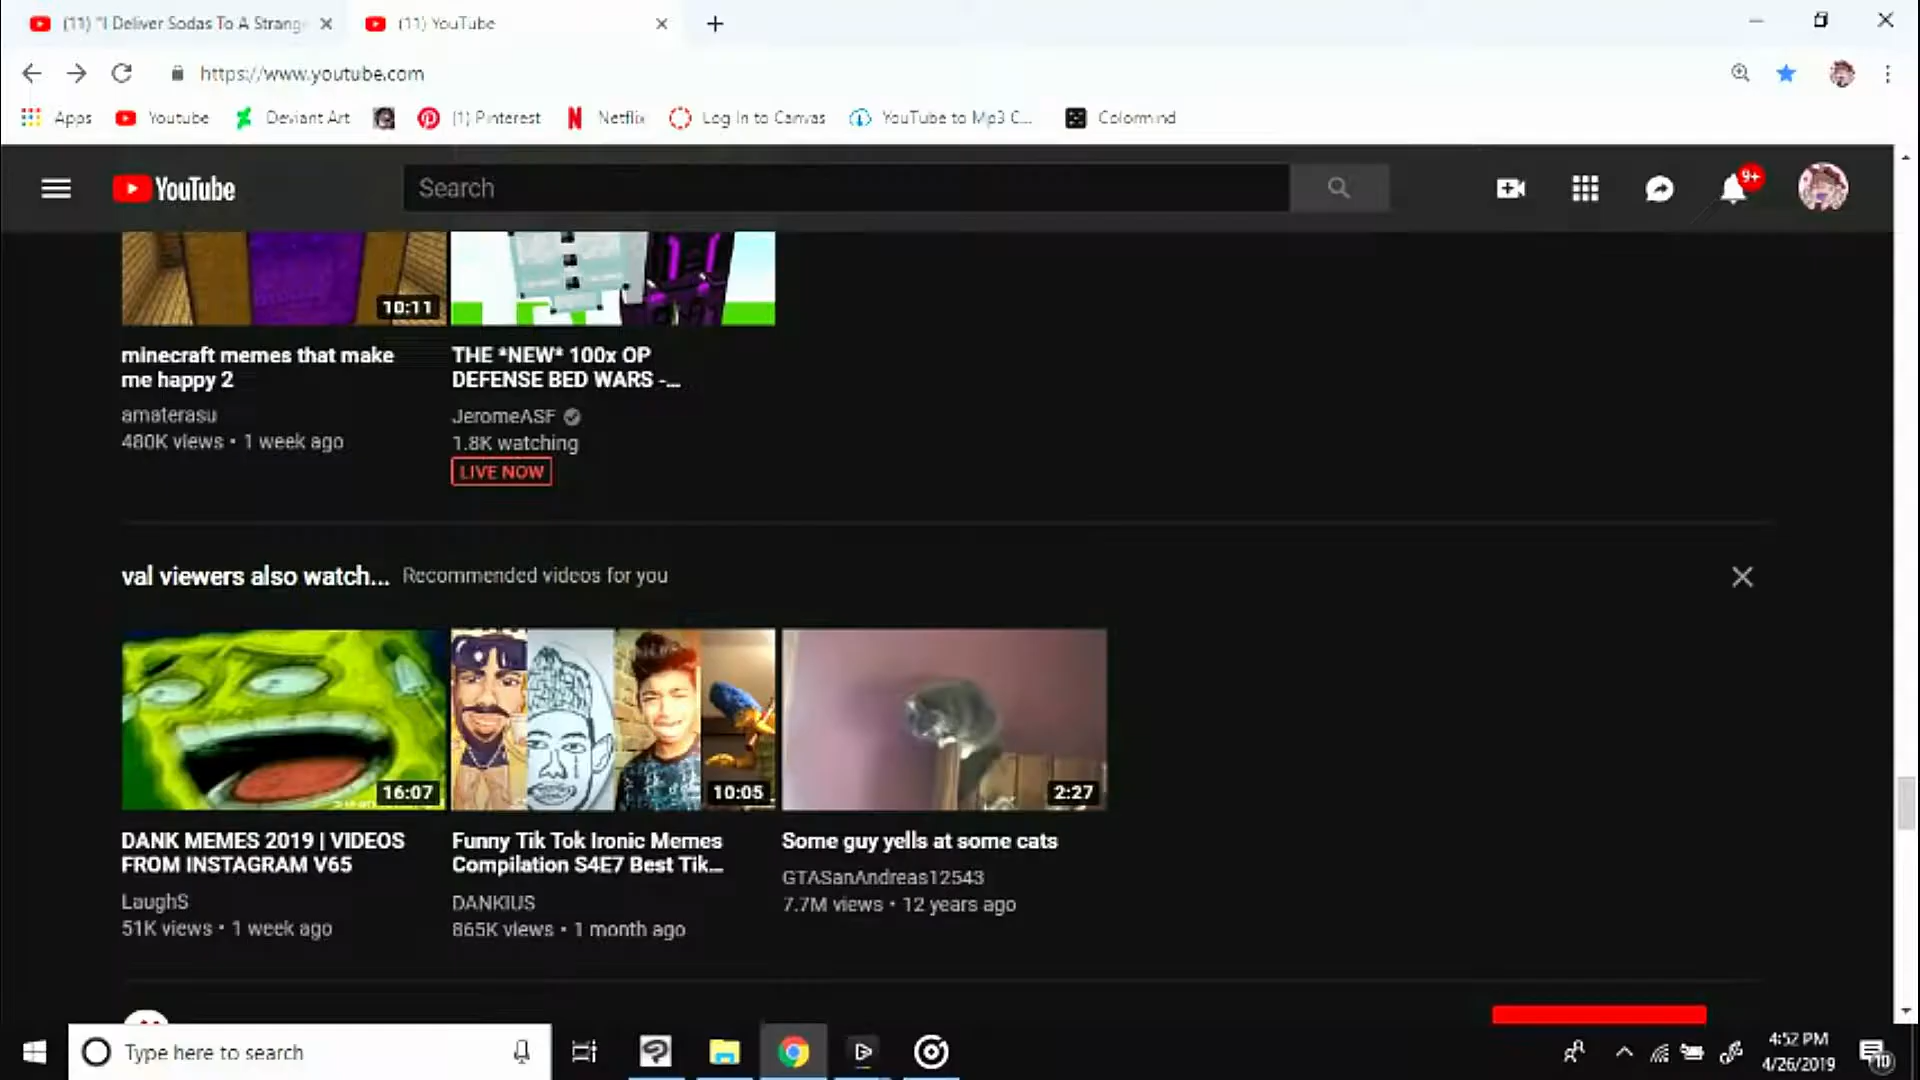 (11) "I Deliver Sodas To A Strang
(11) YouTube
https://www.youtube.com
Apps
Youtube
Deviant Art
(1) Pinterest
Netflix
Log In to Canvas
YouTube to Mp3 C...
Colormind
YouTube
Search
9+
10:11
minecraft memes that make
me happy 2
amaterasu
480K views • 1 week ago
THE *NEW* 100x OP
DEFENSE BED WARS -...
JeromeASF
1.8K watching
LIVE NOW
val viewers also watch...
Recommended videos for you
16:07
DANK MEMES 2019 | VIDEOS
FROM INSTAGRAM V65
LaughS
51K views • 1 week ago
10:05
Funny Tik Tok Ironic Memes
Compilation S4E7 Best Tik...
DANKIUS
865K views • 1 month ago
2:27
Some guy yells at some cats
GTASanAndreas12543
7.7M views • 12 years ago
Type here to search
4:52 PM
4/26/2019
10